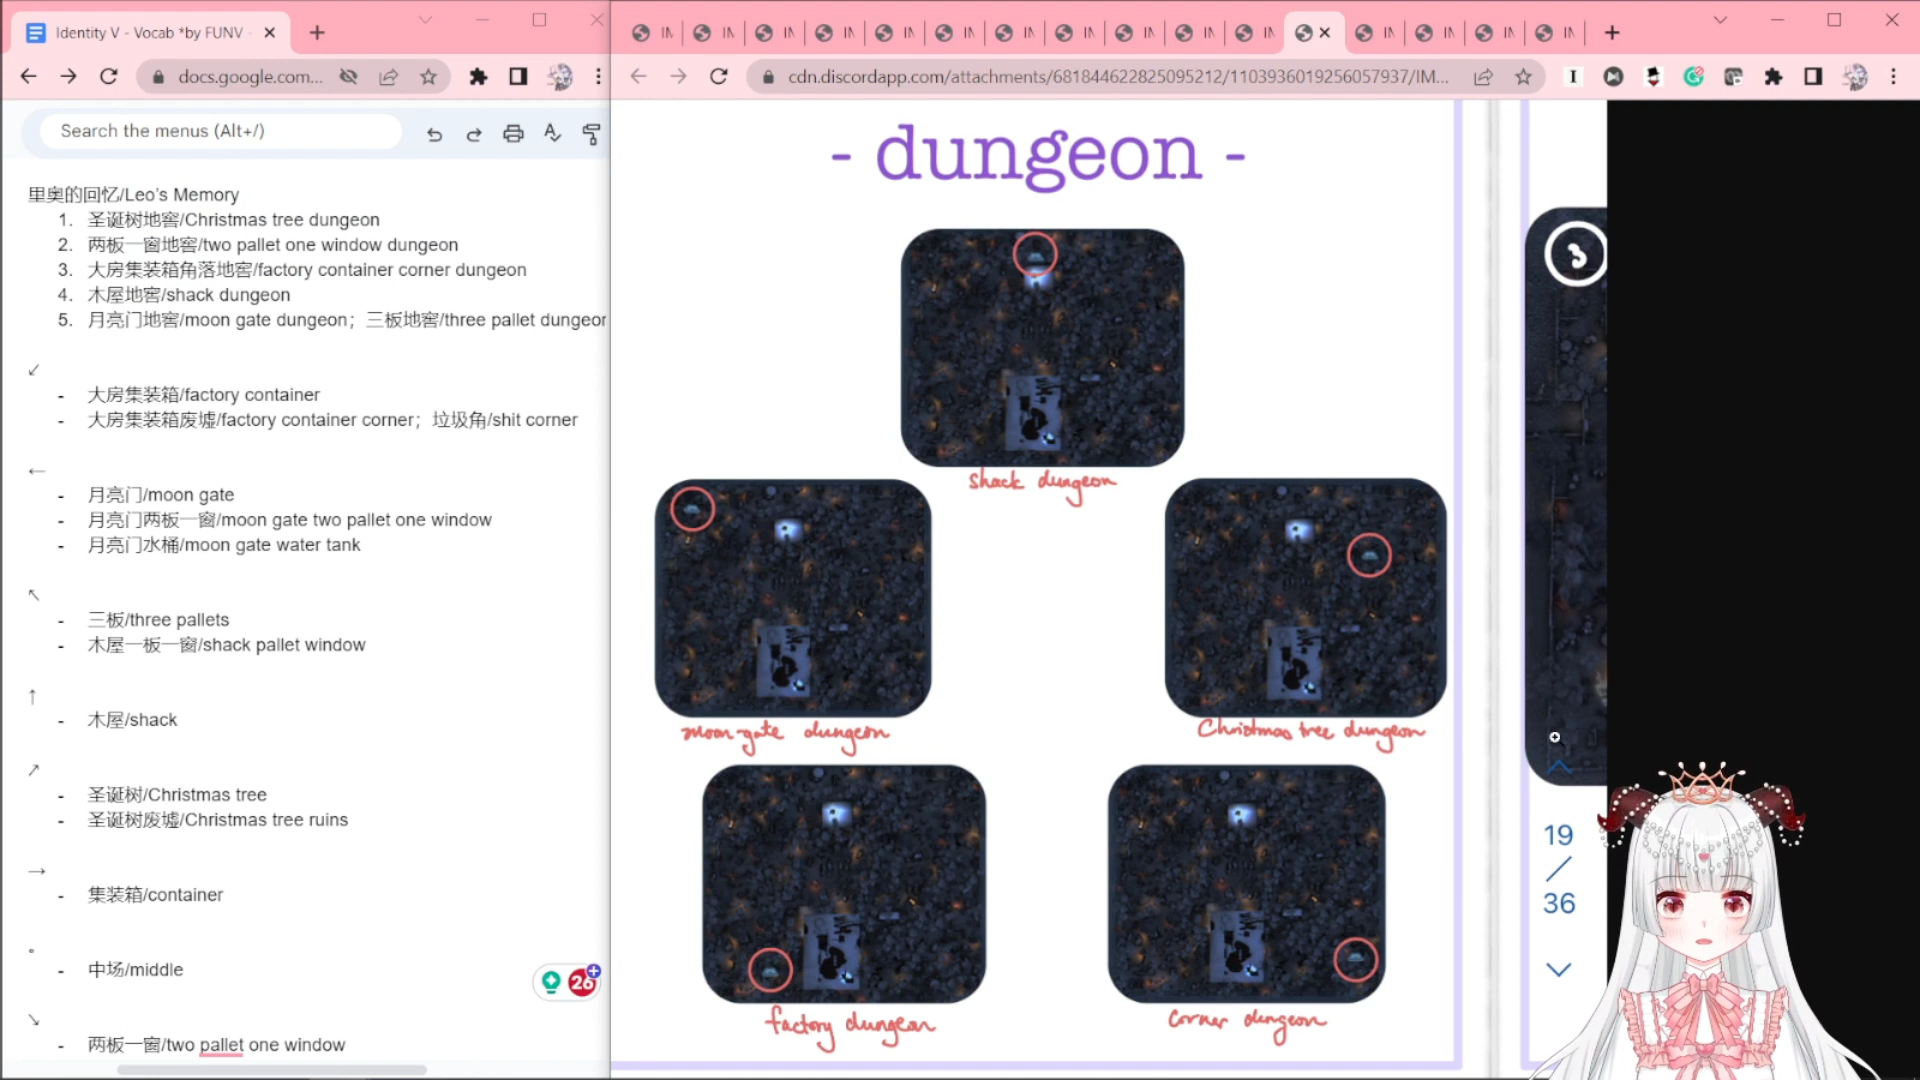 Identity V - Vocab *by FUNV -
docs.google.com...
cdn.discordapp.com/attachments/681844622825095212/1103936019256057937/IM...
Search the menus (Alt+/)
里奥的回忆/Leo's Memory
1. 圣诞树地窖/Christmas tree dungeon
2. 两板一窗地窖/two pallet one window dungeon
3. 大房集装箱角落地窖/factory container corner dungeon
4. 木屋地窖/shack dungeon
5. 月亮门地窖/moon gate dungeon；三板地窖/three pallet dungeon
↙
- 大房集装箱/factory container
- 大房集装箱废墟/factory container corner；垃圾角/shit corner
←
- 月亮门/moon gate
- 月亮门两板一窗/moon gate two pallet one window
- 月亮门水桶/moon gate water tank
↖
- 三板/three pallets
- 木屋一板一窗/shack pallet window
↑
- 木屋/shack
↗
- 圣诞树/Christmas tree
- 圣诞树废墟/Christmas tree ruins
→
- 集装箱/container
。
- 中场/middle
↘
- 两板一窗/two pallet one window
26
- dungeon -
shack dungeon
moon gate dungeon
Christmas tree dungeon
factory dungeon
corner dungeon
3
19
/
36